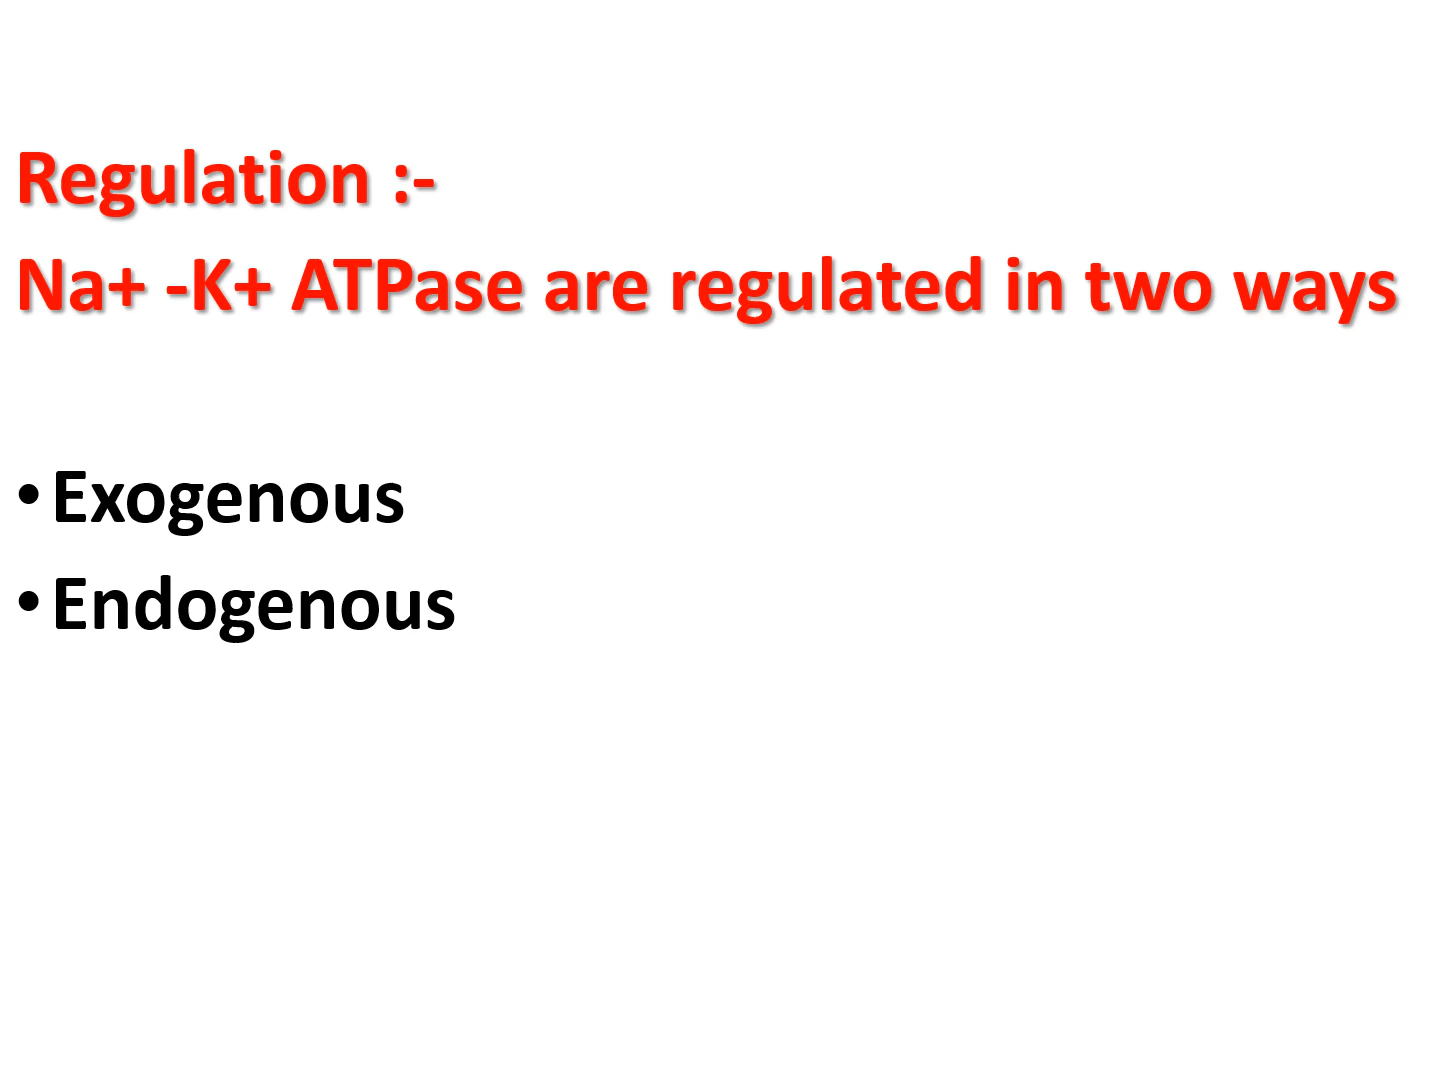 Regulation :-
Na+ -K+ ATPase are regulated in two ways
•Exogenous
•Endogenous